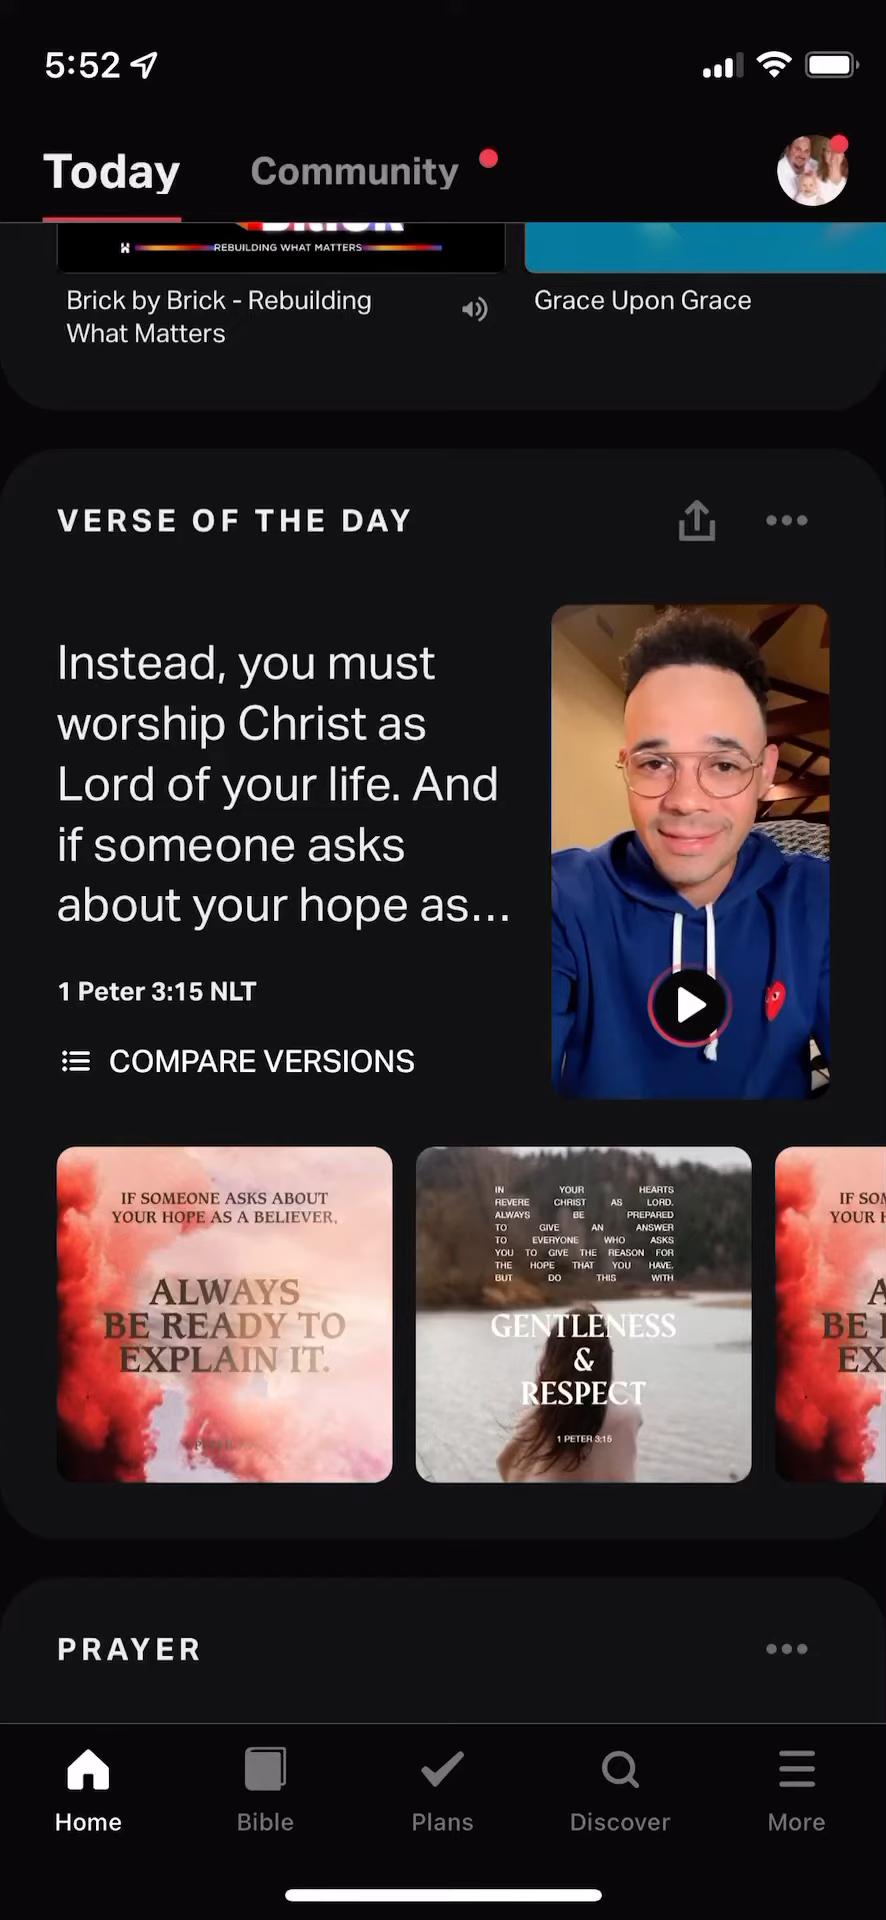 5:52
Today
Community
REBUILDING WHAT MATTERS
Brick by Brick - Rebuilding
What Matters
Grace Upon Grace
VERSE OF THE DAY
Instead, you must
worship Christ as
Lord of your life. And
if someone asks
about your hope as...
1 Peter 3:15 NLT
COMPARE VERSIONS
IF SOMEONE ASKS ABOUT
YOUR HOPE AS A BELIEVER,
ALWAYS
BE READY TO
EXPLAIN IT.
IN YOUR HEARTS
REVERE CHRIST AS LORD.
ALWAYS BE PREPARED
TO GIVE AN ANSWER
TO EVERYONE WHO ASKS
YOU TO GIVE THE REASON FOR
THE HOPE THAT YOU HAVE.
BUT DO THIS WITH
GENTLENESS
&
RESPECT
1 PETER 3:15
PRAYER
Home
Bible
Plans
Discover
More